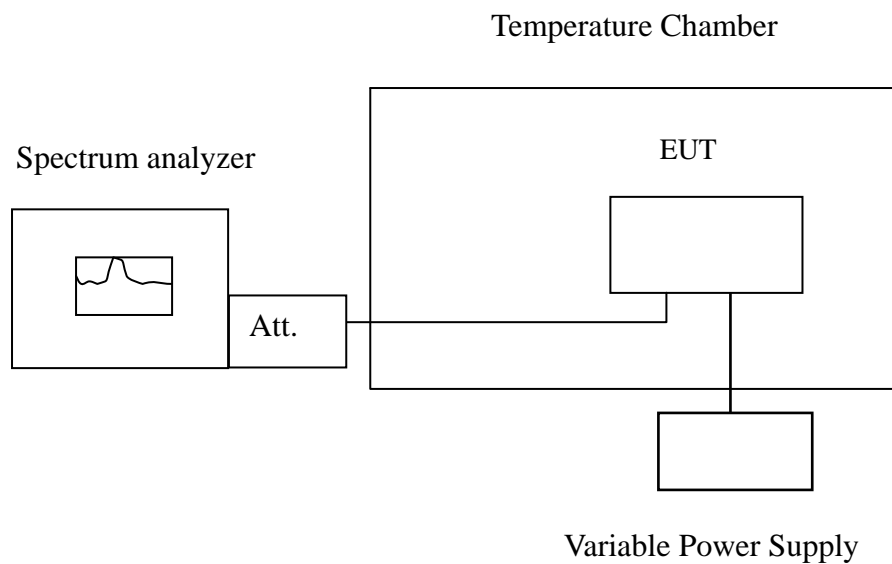 Temperature Chamber
Spectrum analyzer
EUT
Att.
Variable Power Supply